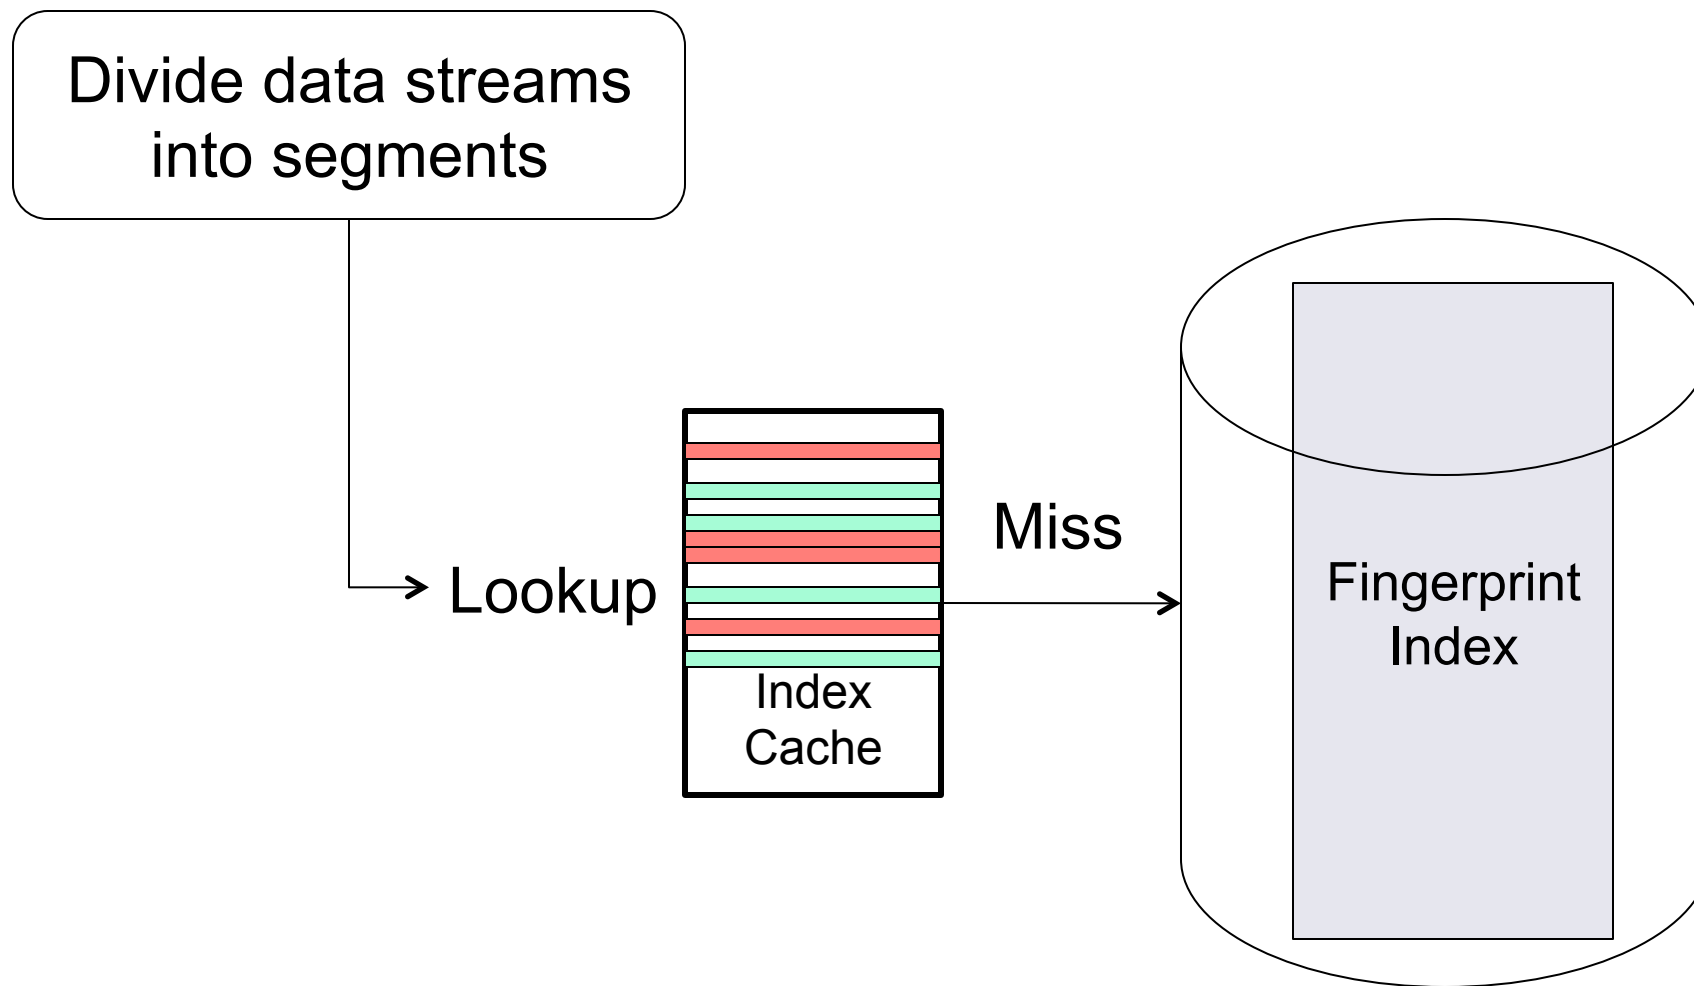 Divide data streams
into segments
Lookup
Index
Cache
Miss
Fingerprint
Index